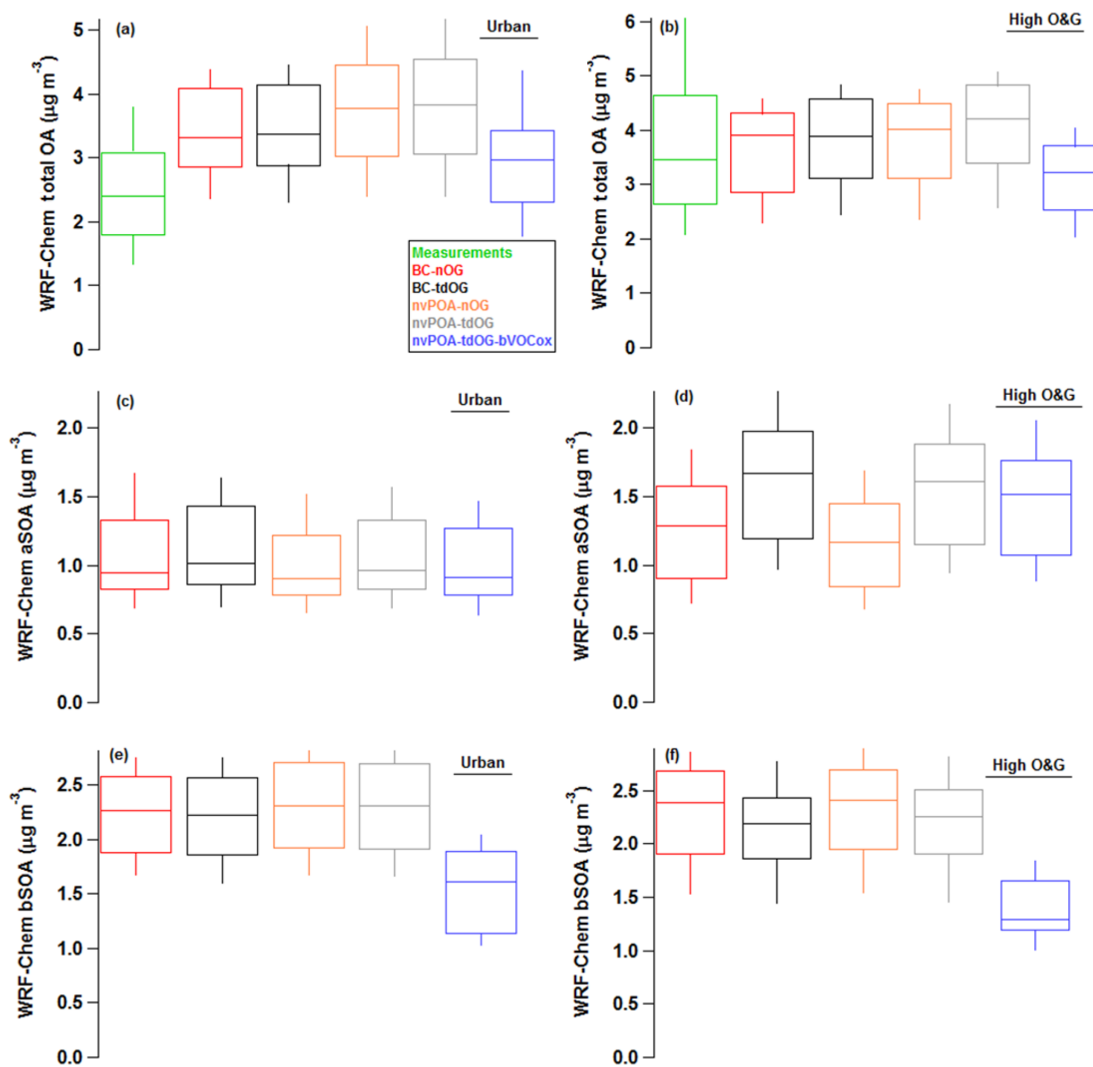 (a)
Urban
WRF-Chem total OA (µg m⁻³)
5
4
3
2
1
0
Measurements
BC-nOG
BC-tdOG
nvPOA-nOG
nvPOA-tdOG
nvPOA-tdOG-bVOCox
(b)
High O&G
WRF-Chem total OA (µg m⁻³)
6
5
4
3
2
1
0
(c)
Urban
WRF-Chem aSOA (µg m⁻³)
2.0
1.5
1.0
0.5
0.0
(d)
High O&G
WRF-Chem aSOA (µg m⁻³)
2.0
1.5
1.0
0.5
0.0
(e)
Urban
WRF-Chem bSOA (µg m⁻³)
2.5
2.0
1.5
1.0
0.5
0.0
(f)
High O&G
WRF-Chem bSOA (µg m⁻³)
2.5
2.0
1.5
1.0
0.5
0.0